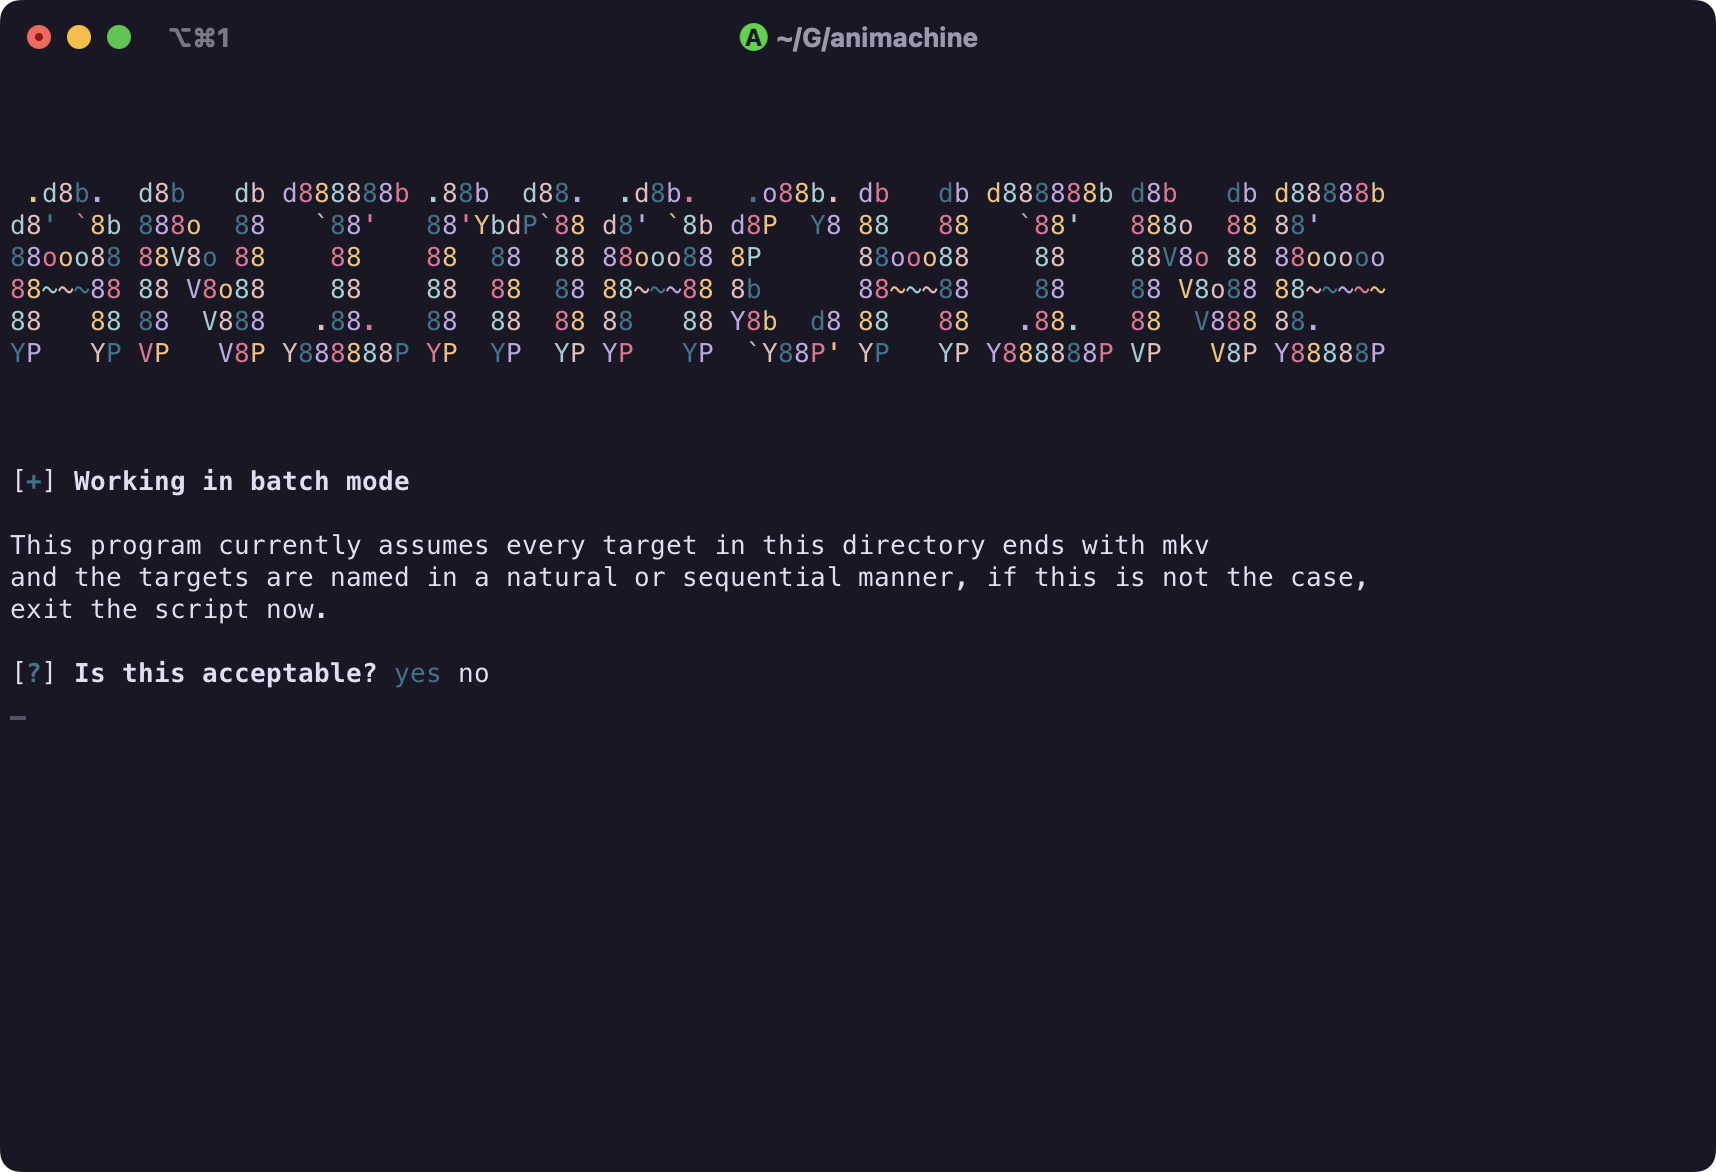 ⌥⌘1
A ~/G/animachine
 .d8b.  d8b   db d888888b .88b  d88.  .d8b.   .o88b. db   db d888888b d8b   db d88888b
d8' `8b 888o  88   `88'   88'YbdP`88 d8' `8b d8P  Y8 88   88   `88'   888o  88 88'
88ooo88 88V8o 88    88    88  88  88 88ooo88 8P      88ooo88    88    88V8o 88 88ooooo
88~~~88 88 V8o88    88    88  88  88 88~~~88 8b      88~~~88    88    88 V8o88 88~~~~~
88   88 88  V888   .88.   88  88  88 88   88 Y8b  d8 88   88   .88.   88  V888 88.
YP   YP VP   V8P Y888888P YP  YP  YP YP   YP  `Y88P' YP   YP Y888888P VP   V8P Y88888P
[+] Working in batch mode
This program currently assumes every target in this directory ends with mkv
and the targets are named in a natural or sequential manner, if this is not the case,
exit the script now.
[?] Is this acceptable? yes no